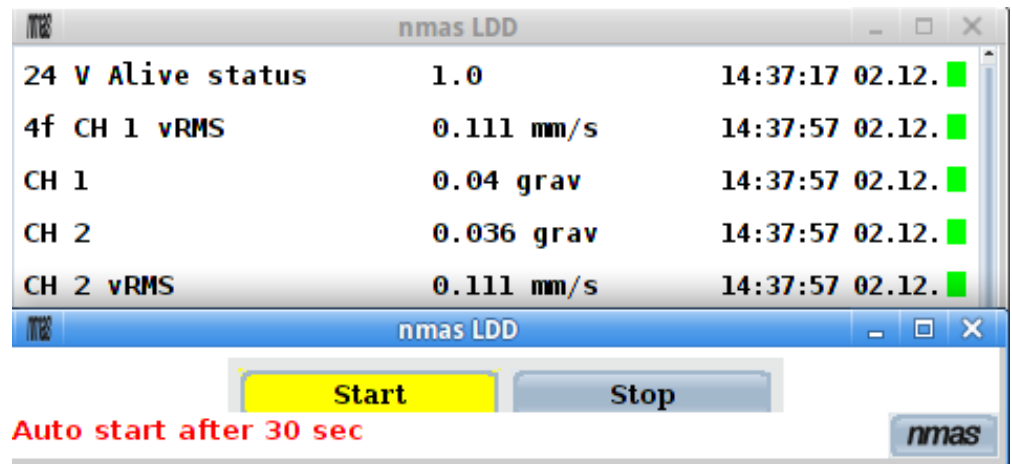 nmas nmas LDD
24 V Alive status 1.0 14:37:17 02.12.
4f CH 1 vRMS 0.111 mm/s 14:37:57 02.12.
CH 1 0.04 grav 14:37:57 02.12.
CH 2 0.036 grav 14:37:57 02.12.
CH 2 vRMS 0.111 mm/s 14:37:57 02.12.
nmas nmas LDD
Start Stop
Auto start after 30 sec nmas